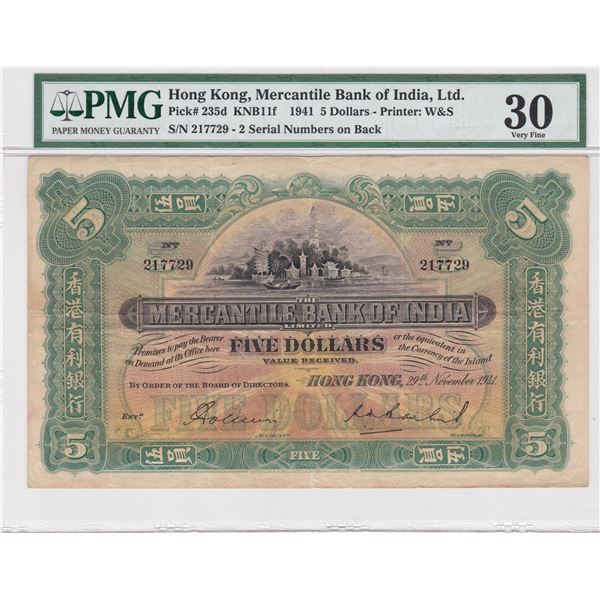 PMG
PAPER MONEY GUARANTY
Hong Kong, Mercantile Bank of India, Ltd.
Pick# 235d KNB11f 1941 5 Dollars - Printer: W&S
S/N 217729 - 2 Serial Numbers on Back
30
Very Fine
5 伍員 伍員 5
217729 217729
香港有利銀行
香港有利銀行
THE
MERCANTILE BANK OF INDIA
LIMITED
Promises to pay the Bearer
on Demand at its Office here
FIVE DOLLARS
VALUE RECEIVED.
or the equivalent in
the Currency of the Island
BY ORDER OF THE BOARD OF DIRECTORS.
HONG KONG, 29th November 1941.
FIVE DOLLARS
ENTD.
ACCOUNTANT
MANAGER
5 伍員 FIVE 伍員 5